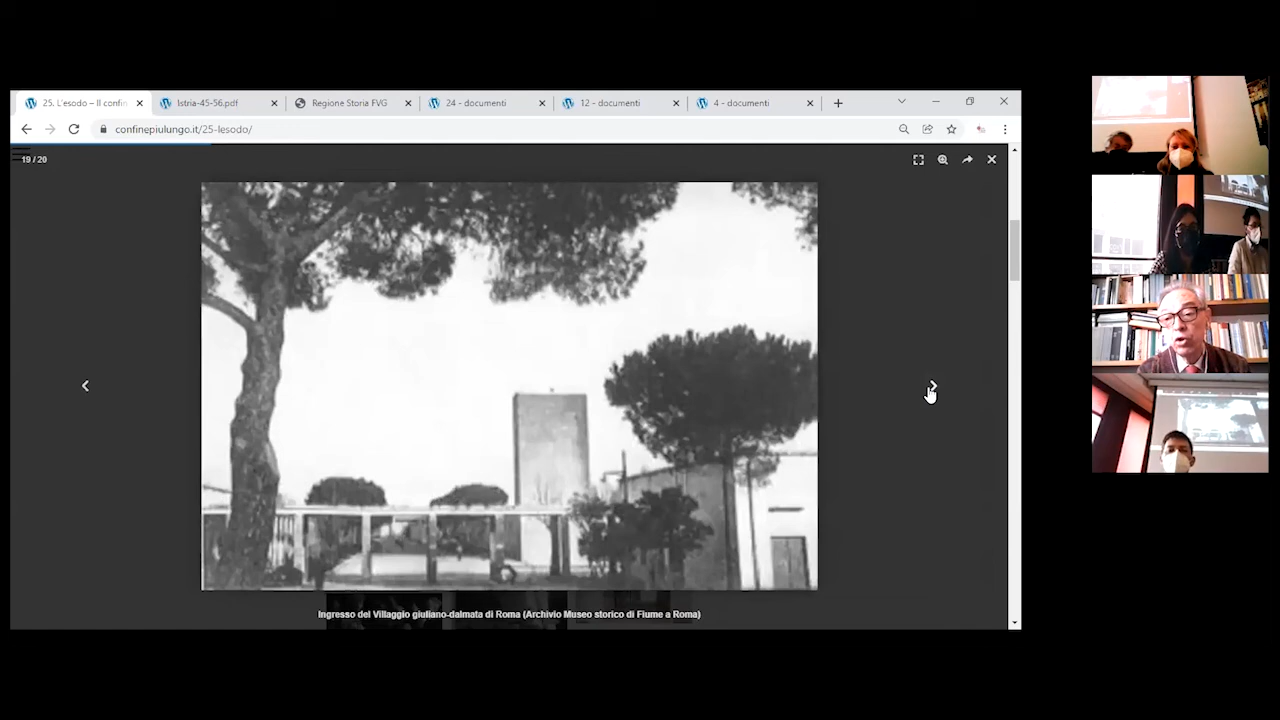 25. L'esodo – Il confin
Istria-45-56.pdf
Regione Storia FVG
24 - documenti
12 - documenti
4 - documenti
confinepiulungo.it/25-lesodo/
19 / 20
Ingresso del Villaggio giuliano-dalmata di Roma (Archivio Museo storico di Fiume a Roma)